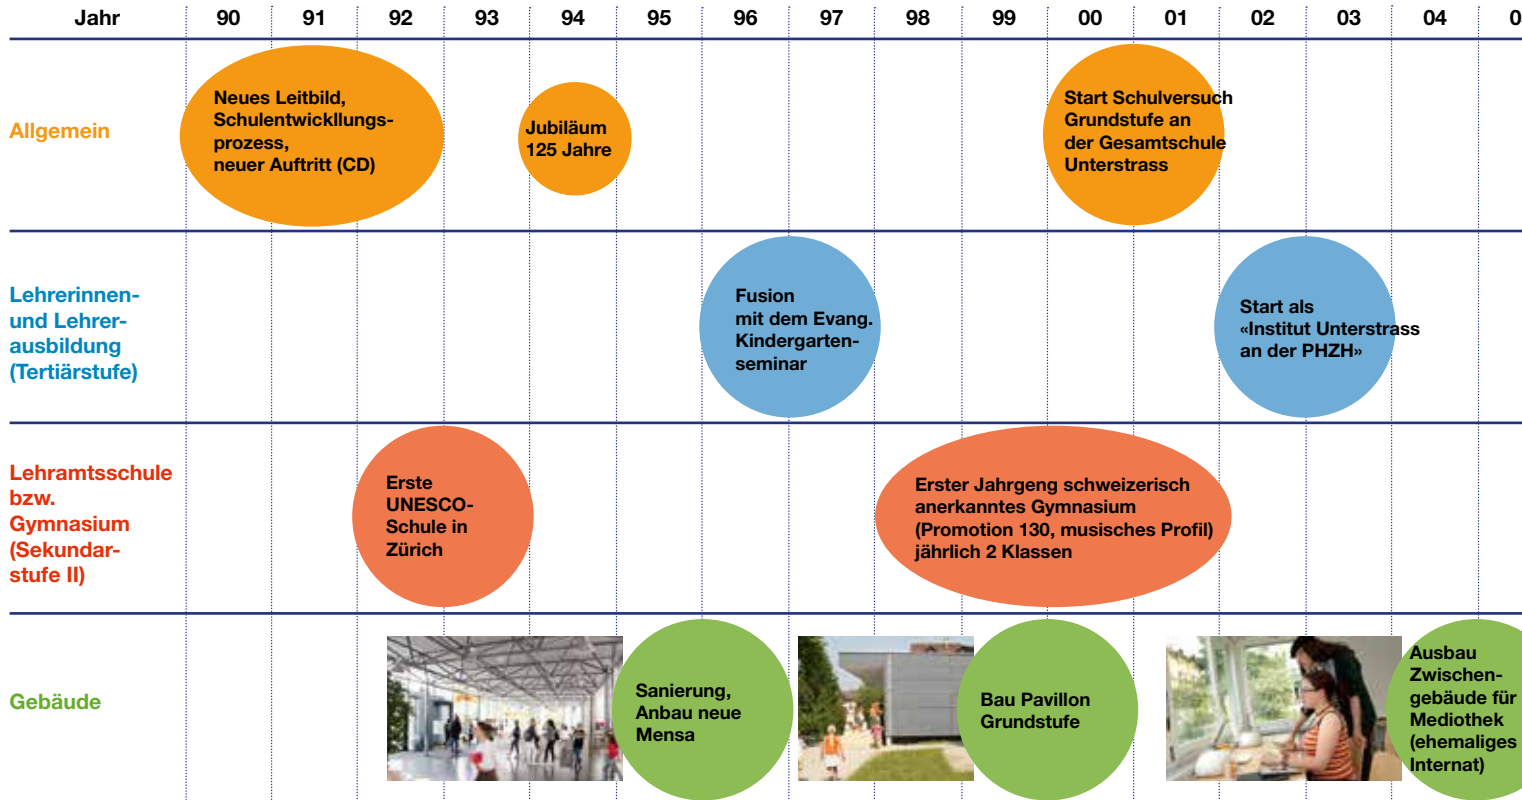 Jahr 90 91 92 93 94 95 96 97 98 99 00 01 02 03 04 0
Allgemein
Neues Leitbild,
Schulentwickllungs-
prozess,
neuer Auftritt (CD)
Jubiläum
125 Jahre
Start Schulversuch
Grundstufe an
der Gesamtschule
Unterstrass
Lehrerinnen-
und Lehrer-
ausbildung
(Tertiärstufe)
Fusion
mit dem Evang.
Kindergarten-
seminar
Start als
«Institut Unterstrass
an der PHZH»
Lehramtsschule
bzw.
Gymnasium
(Sekundar-
stufe II)
Erste
UNESCO-
Schule in
Zürich
Erster Jahrgeng schweizerisch
anerkanntes Gymnasium
(Promotion 130, musisches Profil)
jährlich 2 Klassen
Gebäude
Sanierung,
Anbau neue
Mensa
Bau Pavillon
Grundstufe
Ausbau
Zwischen-
gebäude für
Mediothek
(ehemaliges
Internat)